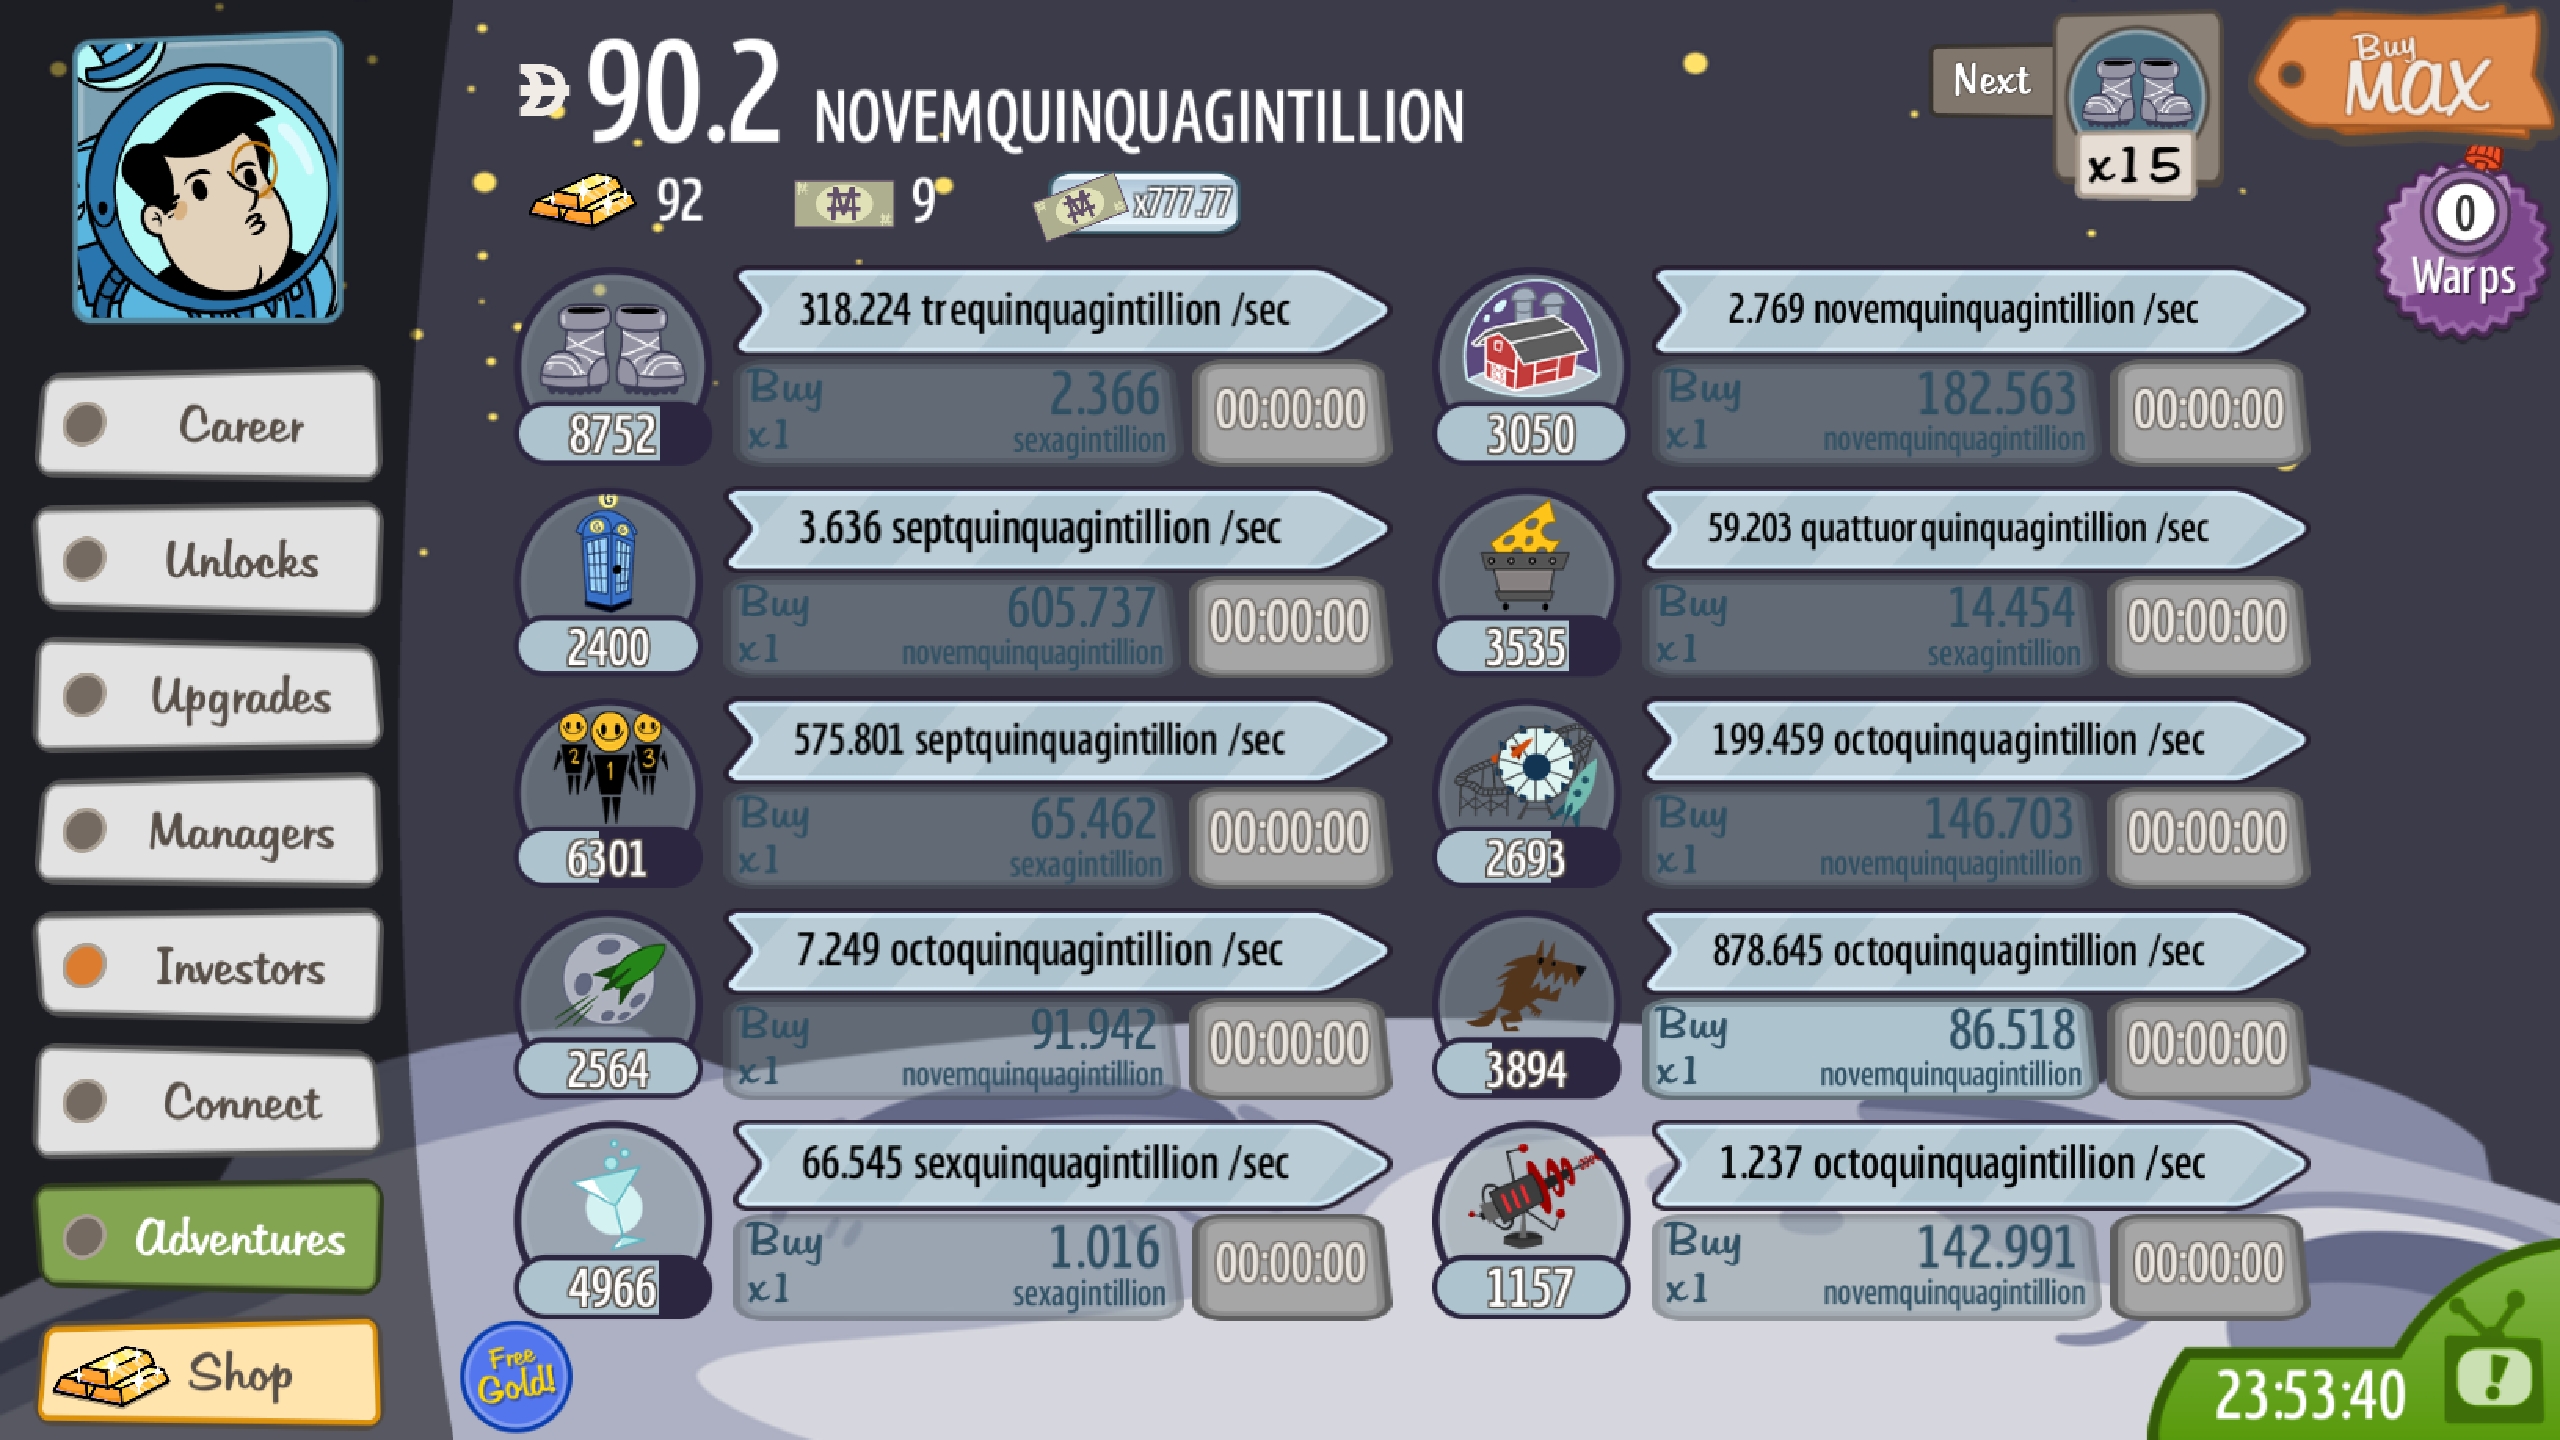 90.2 NOVEMQUINQUAGINTILLION
Next
x15
Buy
MAX
92
9
x777.77
0
Warps
Career
Unlocks
Upgrades
Managers
Investors
Connect
Adventures
Shop
318.224 trequinquagintillion /sec
8752
Buy
x1
2.366
sexagintillion
00:00:00
2.769 novemquinquagintillion /sec
3050
Buy
x1
182.563
novemquinquagintillion
00:00:00
G
3.636 septquinquagintillion /sec
2400
Buy
x1
605.737
novemquinquagintillion
00:00:00
59.203 quattuorquinquagintillion /sec
3535
Buy
x1
14.454
sexagintillion
00:00:00
2 1 3
575.801 septquinquagintillion /sec
6301
Buy
x1
65.462
sexagintillion
00:00:00
199.459 octoquinquagintillion /sec
2693
Buy
x1
146.703
novemquinquagintillion
00:00:00
7.249 octoquinquagintillion /sec
2564
Buy
x1
91.942
novemquinquagintillion
00:00:00
878.645 octoquinquagintillion /sec
3894
Buy
x1
86.518
novemquinquagintillion
00:00:00
66.545 sexquinquagintillion /sec
4966
Buy
x1
1.016
sexagintillion
00:00:00
1.237 octoquinquagintillion /sec
1157
Buy
x1
142.991
novemquinquagintillion
00:00:00
Free
Gold!
23:53:40
!